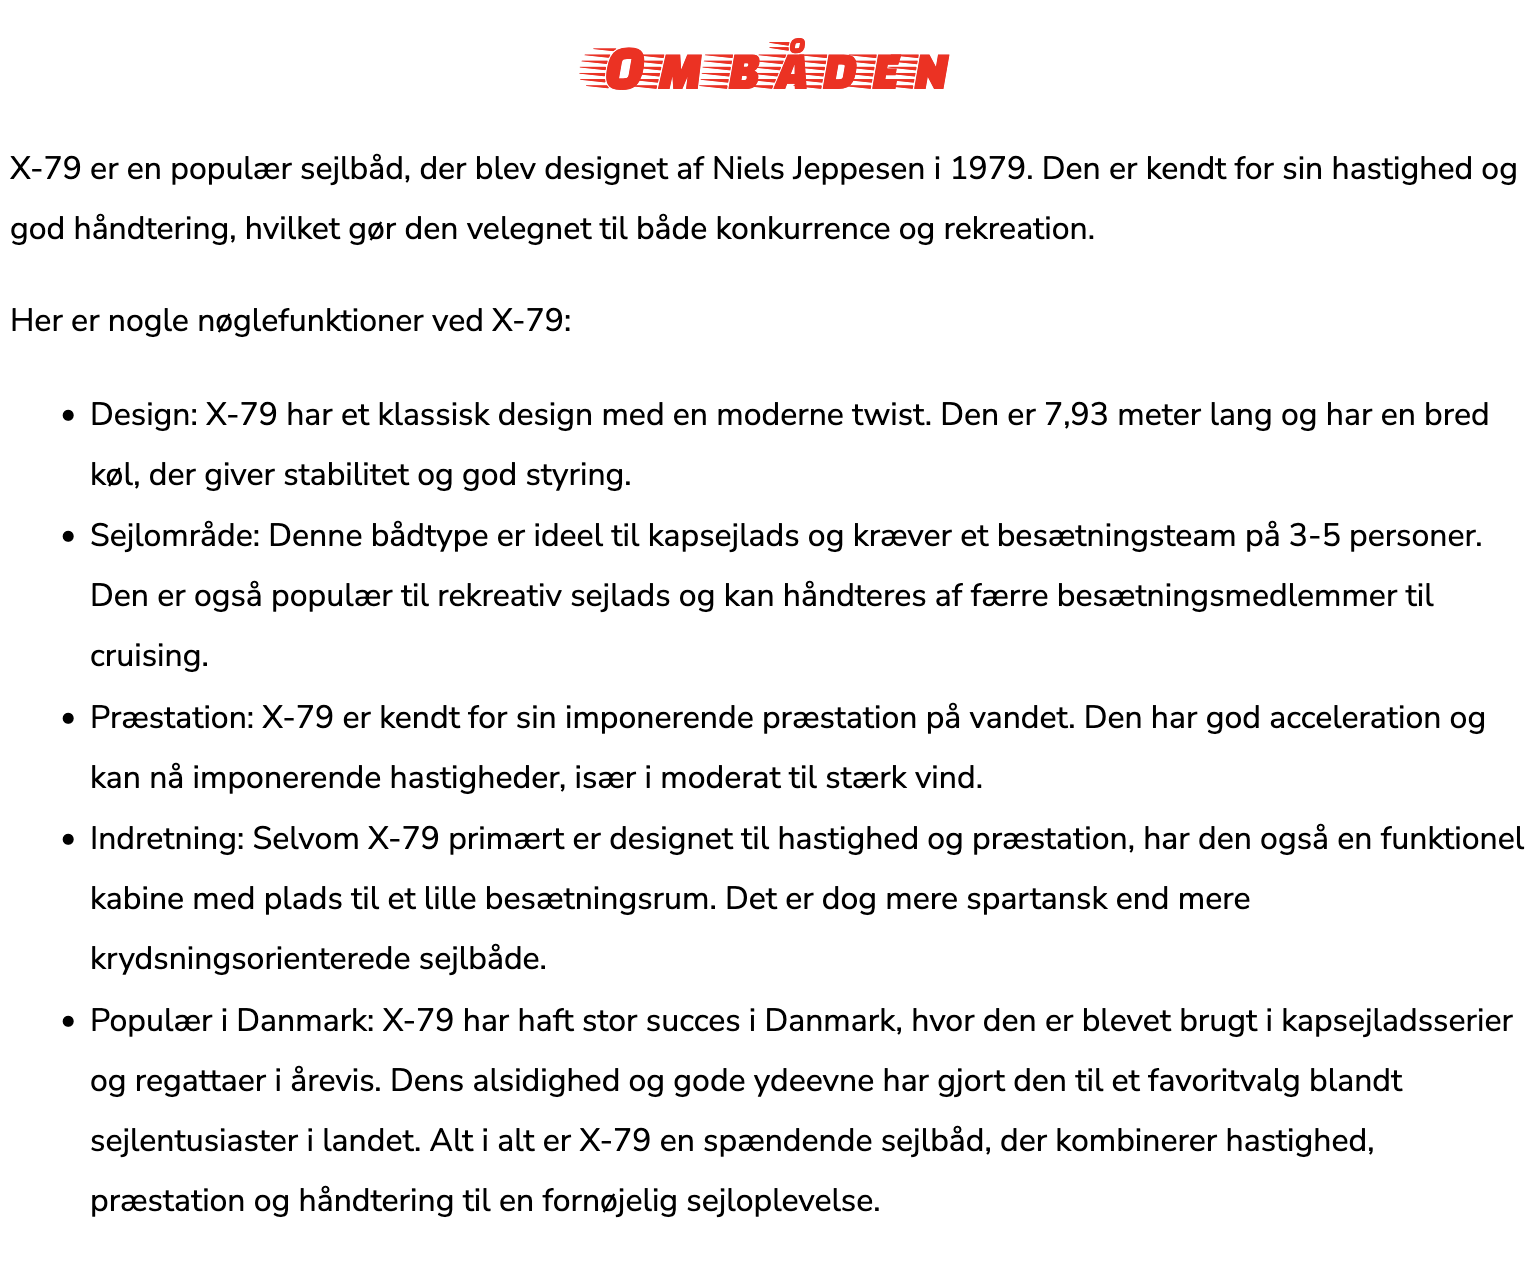 OM BÅDEN
X-79 er en populær sejlbåd, der blev designet af Niels Jeppesen i 1979. Den er kendt for sin hastighed og
god håndtering, hvilket gør den velegnet til både konkurrence og rekreation.
Her er nogle nøglefunktioner ved X-79:
• Design: X-79 har et klassisk design med en moderne twist. Den er 7,93 meter lang og har en bred
køl, der giver stabilitet og god styring.
• Sejlområde: Denne bådtype er ideel til kapsejlads og kræver et besætningsteam på 3-5 personer.
Den er også populær til rekreativ sejlads og kan håndteres af færre besætningsmedlemmer til
cruising.
• Præstation: X-79 er kendt for sin imponerende præstation på vandet. Den har god acceleration og
kan nå imponerende hastigheder, især i moderat til stærk vind.
• Indretning: Selvom X-79 primært er designet til hastighed og præstation, har den også en funktionel
kabine med plads til et lille besætningsrum. Det er dog mere spartansk end mere
krydsningsorienterede sejlbåde.
• Populær i Danmark: X-79 har haft stor succes i Danmark, hvor den er blevet brugt i kapsejladsserier
og regattaer i årevis. Dens alsidighed og gode ydeevne har gjort den til et favoritvalg blandt
sejlentusiaster i landet. Alt i alt er X-79 en spændende sejlbåd, der kombinerer hastighed,
præstation og håndtering til en fornøjelig sejloplevelse.